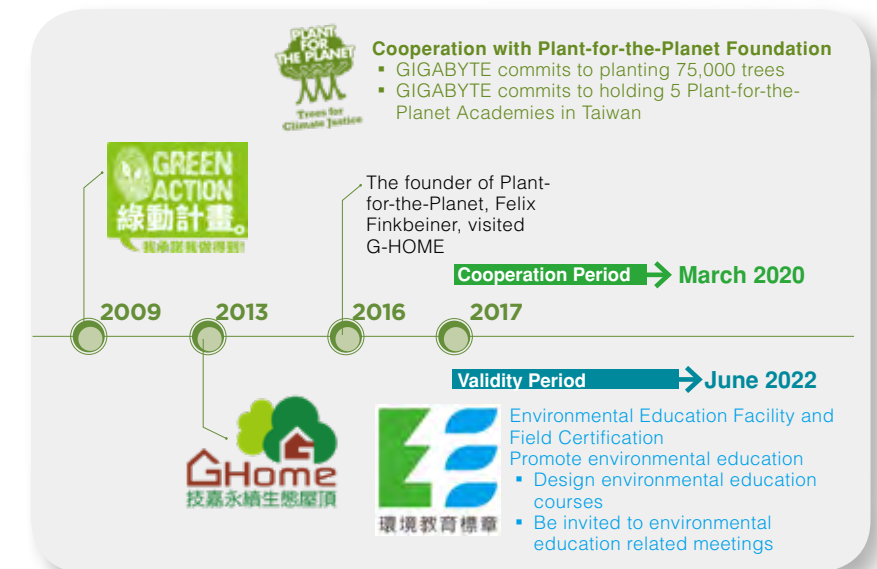 PLANT
FOR
THE PLANET
Trees for
Climate Justice
Cooperation with Plant-for-the-Planet Foundation
▪ GIGABYTE commits to planting 75,000 trees
▪ GIGABYTE commits to holding 5 Plant-for-the-
Planet Academies in Taiwan
GREEN
ACTION
綠動計畫。
我承諾我做得到!
The founder of Plant-
for-the-Planet, Felix
Finkbeiner, visited
G-HOME
Cooperation Period
March 2020
2009
2013
2016
2017
Validity Period
June 2022
GHome
技嘉永續生態屋頂
環境教育標章
Environmental Education Facility and
Field Certification
Promote environmental education
▪ Design environmental education
courses
▪ Be invited to environmental
education related meetings